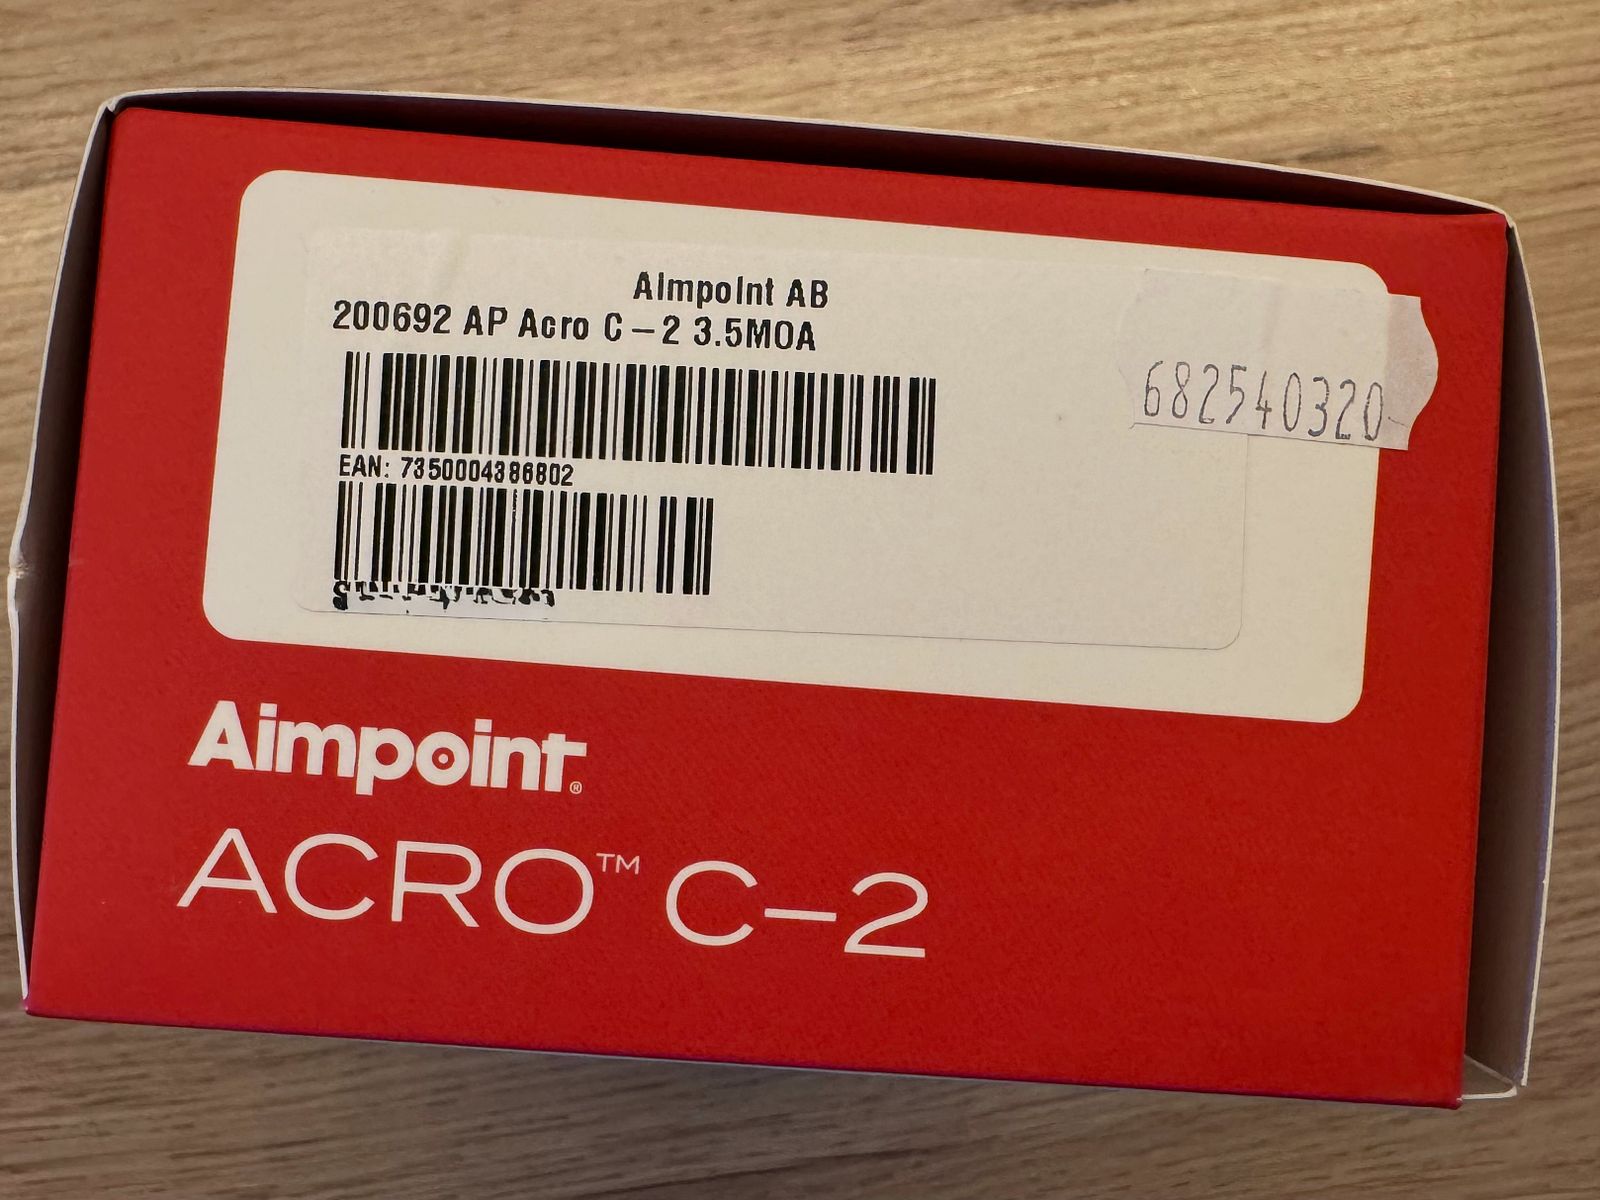 Aimpoint AB
200692 AP Acro C-2 3.5MOA
682540320
EAN: 7350004386802
Aimpoint®
ACRO™ C-2